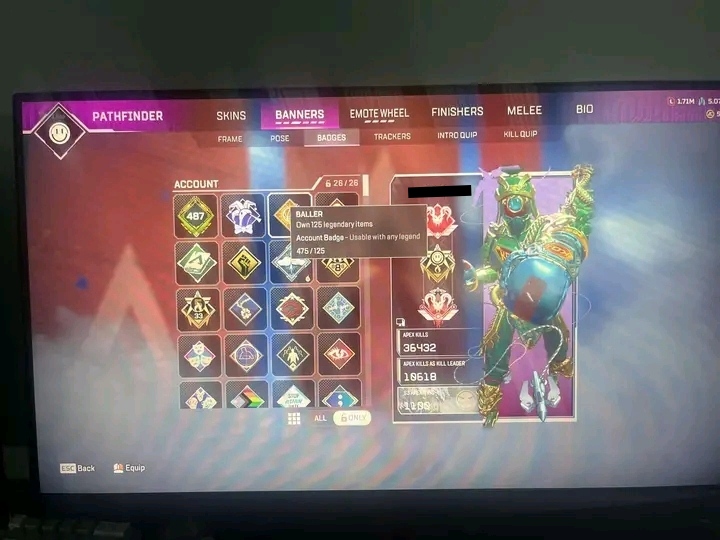 1.71M
PATHFINDER
SKINS
BANNERS
EMOTE WHEEL
FINISHERS
MELEE
BIO
FRAME
POSE
BADGES
TRACKERS
INTRO QUIP
KILL QUIP
ACCOUNT
26/26
487
BALLER
Own 125 legendary items
Account Badge - Usable with any legend
475 / 125
33
APEX KILLS
36432
APEX KILLS AS KILL LEADER
10618
ALL
ONLY
ESC Back
Equip